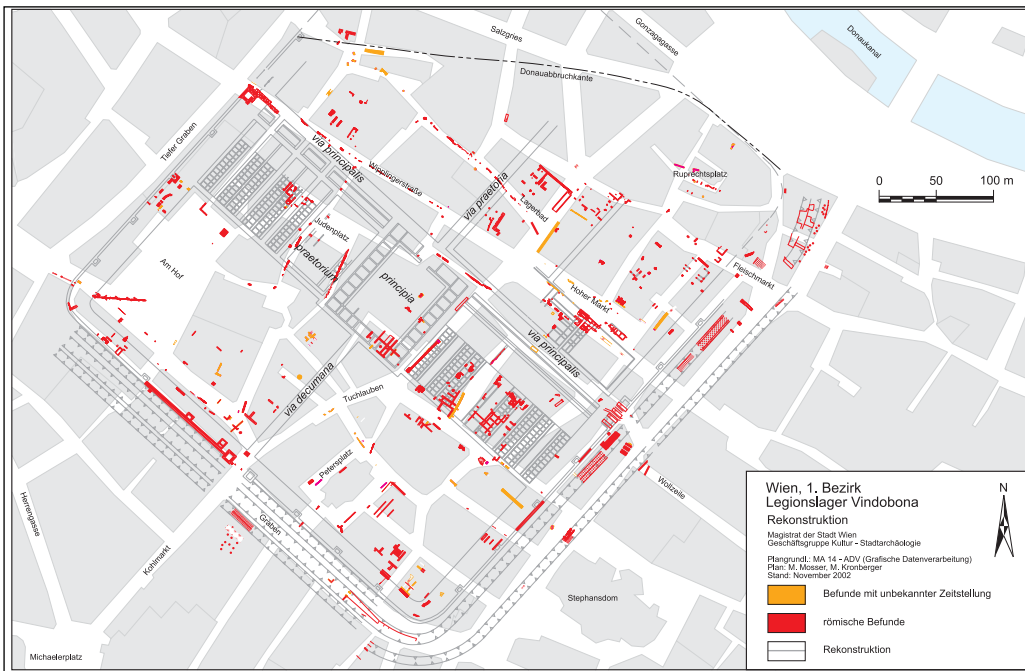 Salzgries
Gonzagagasse
Donaukanal
Donauabbruchkante
Tiefer Graben
via principalis
Wipplingerstraße
via praetoria
Ruprechtsplatz
0 50 100 m
Lagerbad
Judenplatz
praetorium
Am Hof
principia
Fleischmarkt
Hoher Markt
via principalis
via decumana
Tuchlauben
Petersplatz
Wollzeile
Herrengasse
Graben
Kohlmarkt
Stephansdom
Michaelerplatz
Wien, 1. Bezirk
Legionslager Vindobona
Rekonstruktion
N
Magistrat der Stadt Wien
Geschäftsgruppe Kultur - Stadtarchäologie
Plangrundl.: MA 14 - ADV (Grafische Datenverarbeitung)
Plan: M. Mosser, M. Kronberger
Stand: November 2002
Befunde mit unbekannter Zeitstellung
römische Befunde
Rekonstruktion